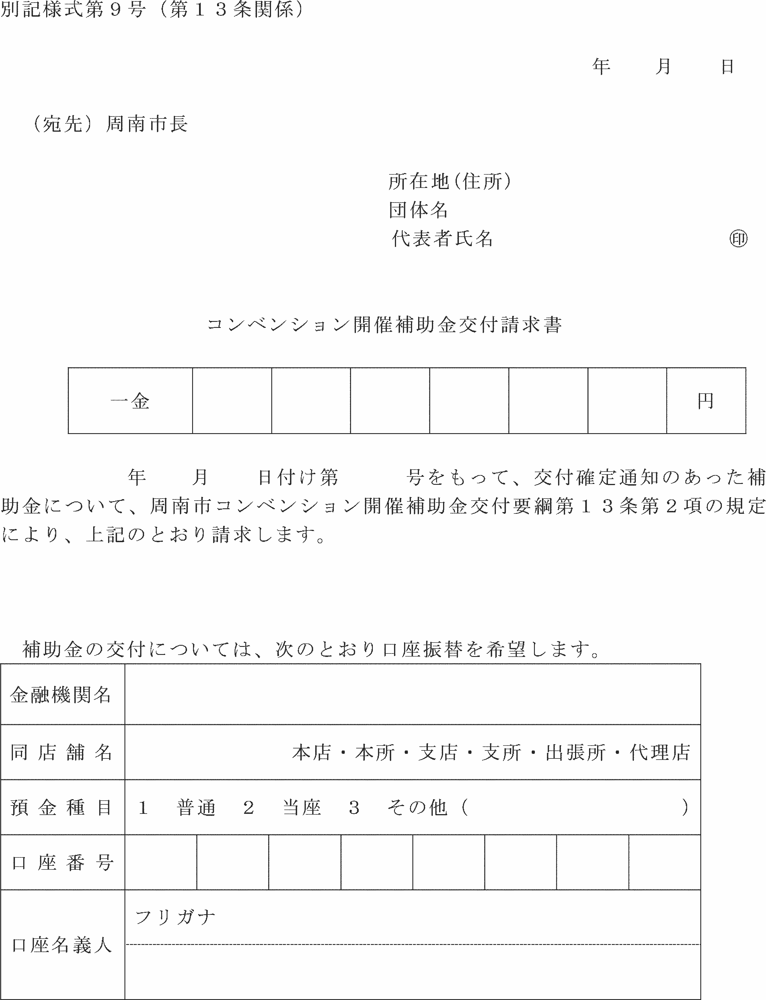 別記様式第９号（第１３条関係）
年　　月　　日
（宛先）周南市長
所在地(住所)
団体名
代表者氏名　　　　　　　　　　　㊞
コンベンション開催補助金交付請求書
一金　　　　　　　円
年　　月　　日付け第　　　号をもって、交付確定通知のあった補
助金について、周南市コンベンション開催補助金交付要綱第１３条第２項の規定
により、上記のとおり請求します。
補助金の交付については、次のとおり口座振替を希望します。
金融機関名
同店舗名　　本店・本所・支店・支所・出張所・代理店
預金種目　１　普通　２　当座　３　その他（　　　　　　　　　　）
口座番号
フリガナ
口座名義人